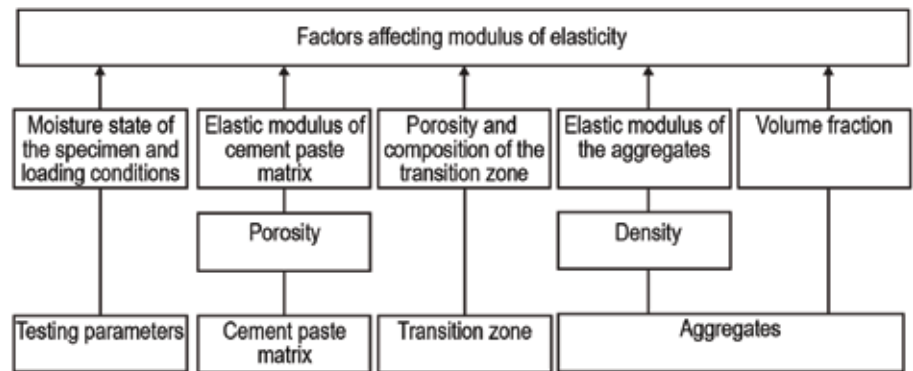 Factors affecting modulus of elasticity
Moisture state of
the specimen and
loading conditions
Elastic modulus of
cement paste
matrix
Porosity and
composition of the
transition zone
Elastic modulus of
the aggregates
Volume fraction
Porosity
Density
Testing parameters
Cement paste
matrix
Transition zone
Aggregates